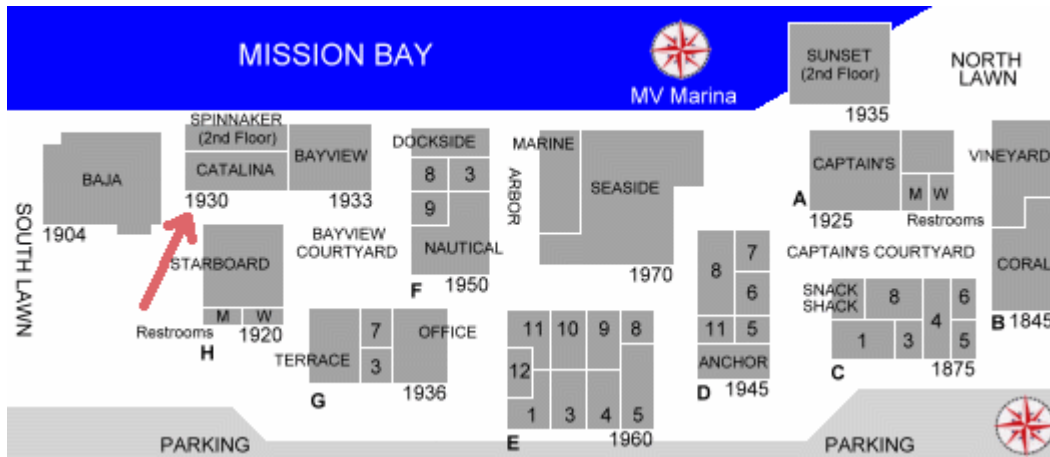 MISSION BAY
MV Marina
SUNSET
(2nd Floor)
1935
NORTH
LAWN
SPINNAKER
(2nd Floor)
CATALINA
1930
BAYVIEW
1933
BAJA
1904
SOUTH LAWN
STARBOARD
M W
Restrooms
H
1920
BAYVIEW
COURTYARD
DOCKSIDE
8 3
9
NAUTICAL
F
1950
ARBOR
MARINE
SEASIDE
1970
CAPTAIN'S
A
1925
M W
Restrooms
VINEYARD
CORAL
B 1845
CAPTAIN'S COURTYARD
SNACK
SHACK
8
6
4
1
3
5
C
1875
7
8
6
11 5
ANCHOR
D 1945
11 10 9 8
12
1 3 4 5
E
1960
7
OFFICE
TERRACE
3
G
1936
PARKING
PARKING